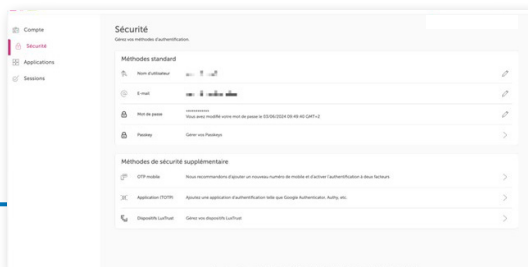 Compte
Sécurité
Applications
Sessions
Sécurité
Gérez vos méthodes d'authentification.
Méthodes standard
Nom d'utilisateur
E-mail
Mot de passe
************
Vous avez modifié votre mot de passe le 03/06/2024 09:49:40 GMT+2
Passkey
Gérer vos Passkeys
Méthodes de sécurité supplémentaire
OTP mobile
Nous recommandons d'ajouter un nouveau numéro de mobile et d'activer l'authentification à deux facteurs
Application (TOTP)
Ajoutez une application d'authentification telle que Google Authenticator, Authy, etc.
Dispositifs LuxTrust
Gérez vos dispositifs LuxTrust